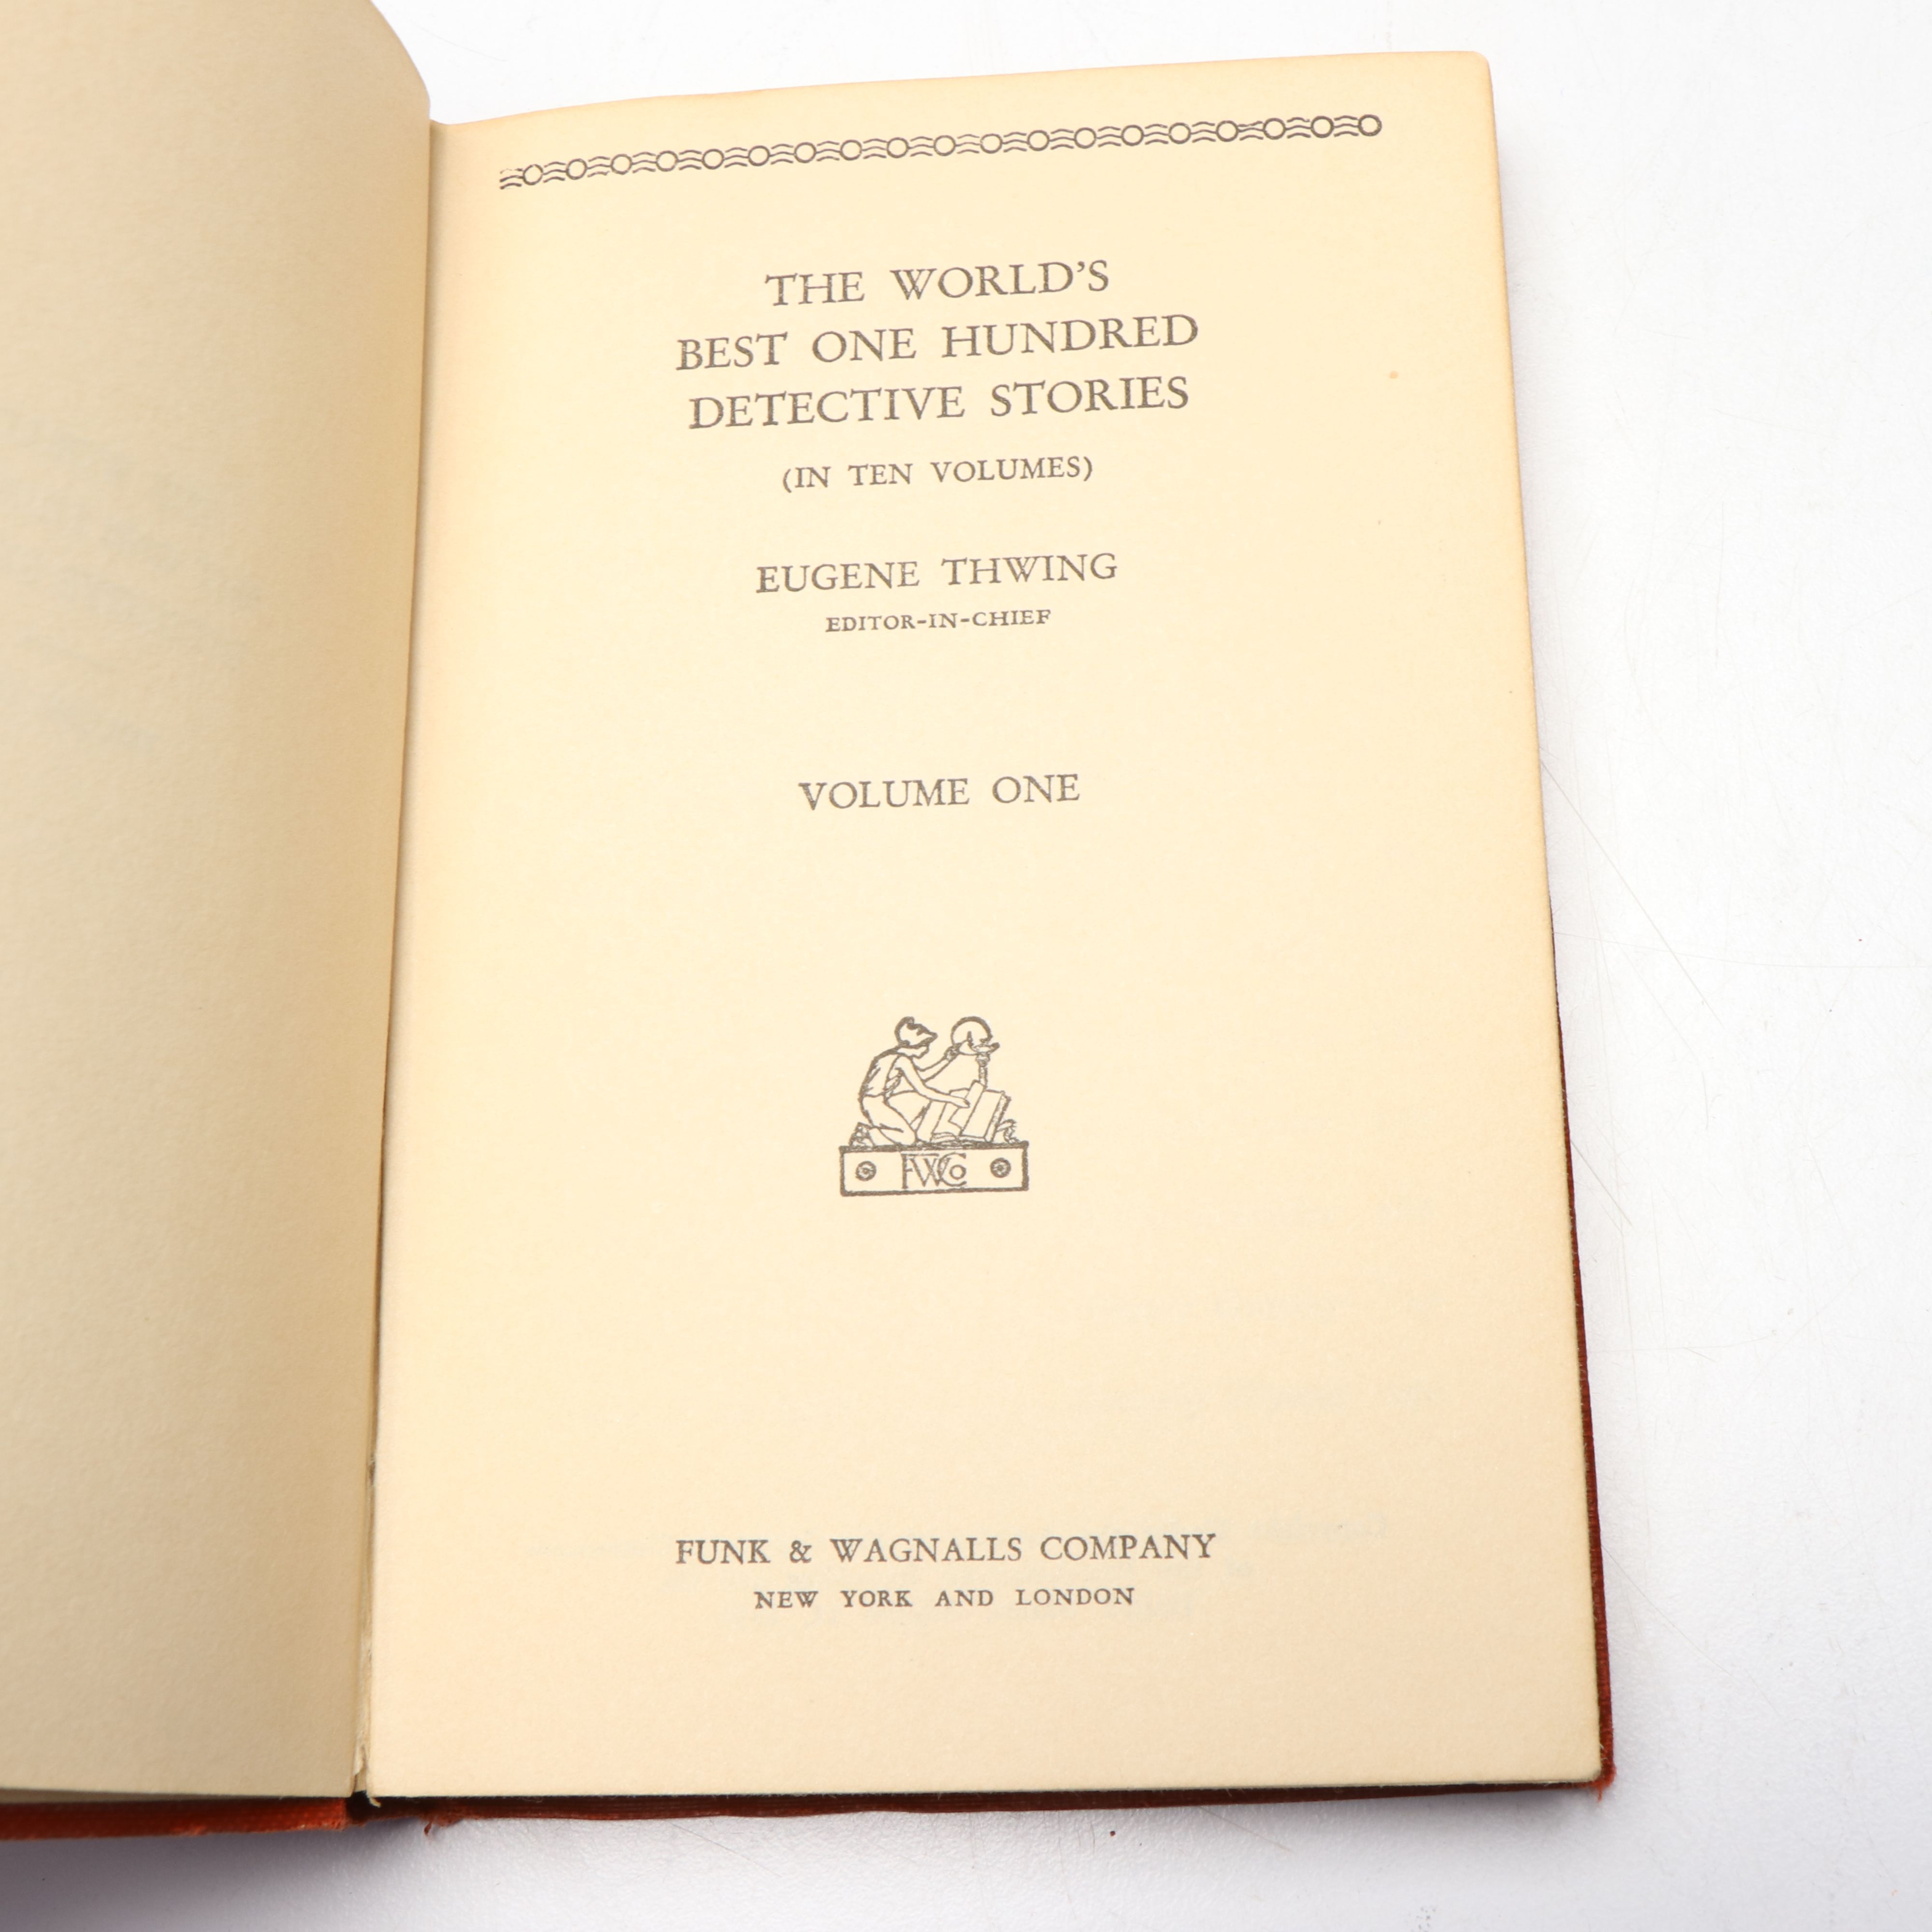 THE WORLD'S
BEST ONE HUNDRED
DETECTIVE STORIES
(IN TEN VOLUMES)
EUGENE THWING
EDITOR-IN-CHIEF
VOLUME ONE
FWCo
FUNK & WAGNALLS COMPANY
NEW YORK AND LONDON